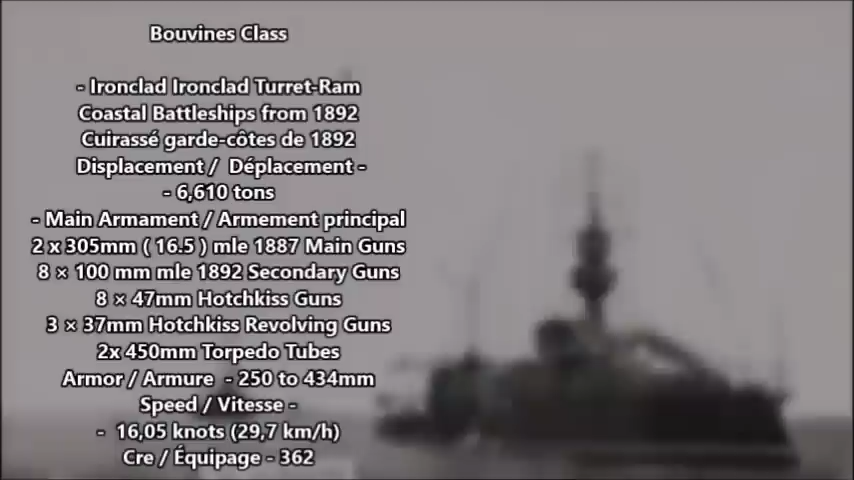 Bouvines Class
- Ironclad Ironclad Turret-Ram
Coastal Battleships from 1892
Cuirassé garde-côtes de 1892
Displacement / Déplacement -
- 6,610 tons
- Main Armament / Armement principal
2 x 305mm ( 16.5 ) mle 1887 Main Guns
8 × 100 mm mle 1892 Secondary Guns
8 × 47mm Hotchkiss Guns
3 × 37mm Hotchkiss Revolving Guns
2x 450mm Torpedo Tubes
Armor / Armure - 250 to 434mm
Speed / Vitesse -
- 16,05 knots (29,7 km/h)
Cre / Équipage - 362